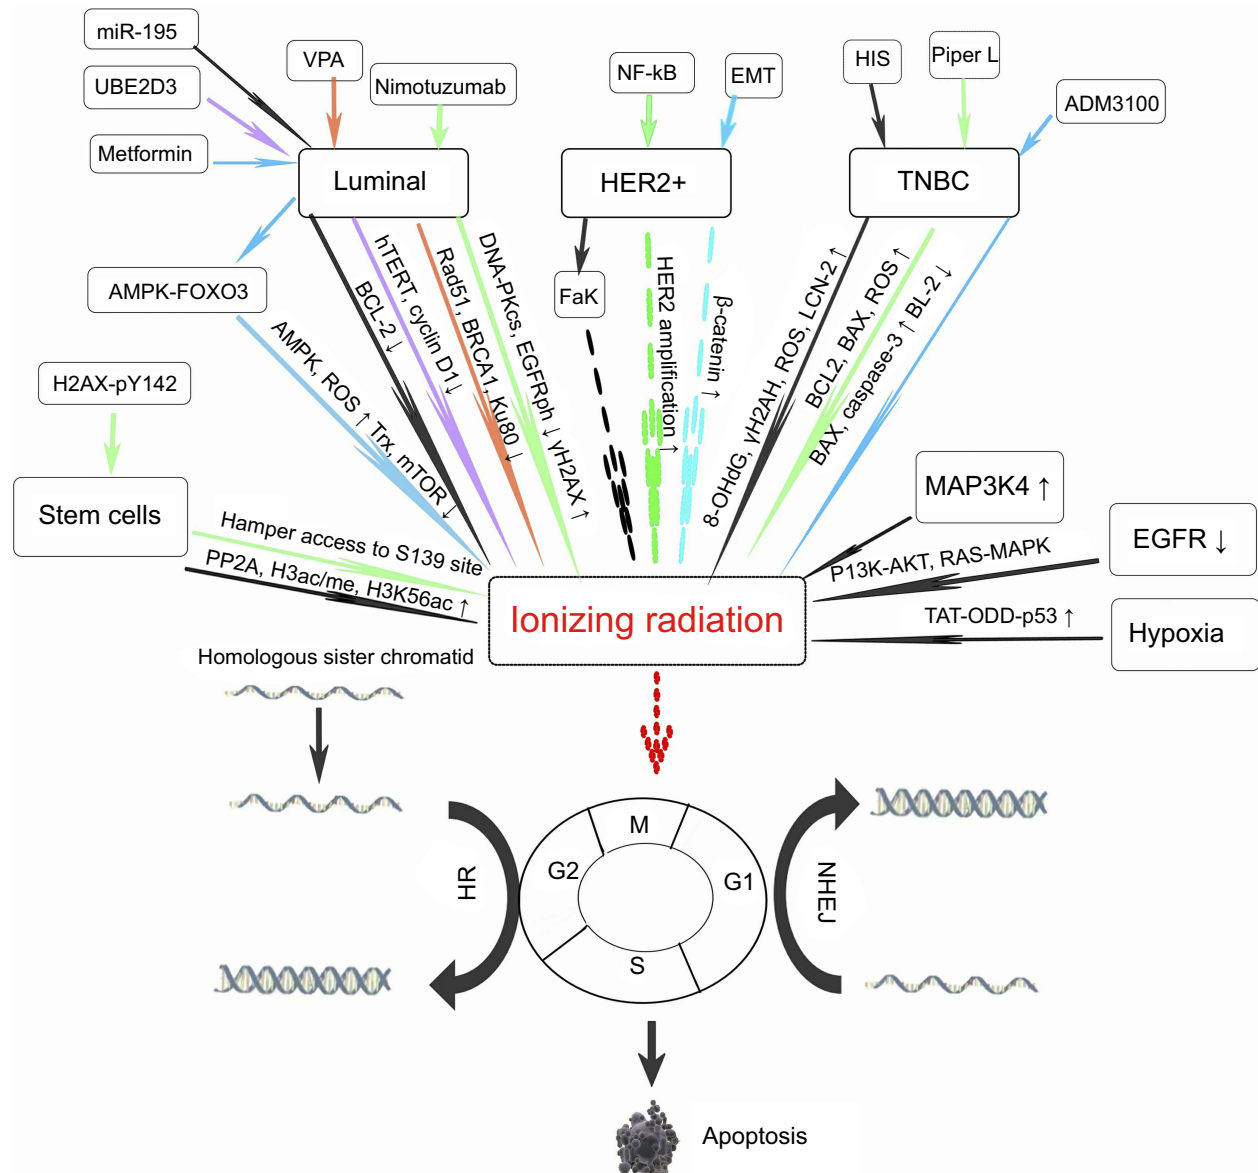 miR-195
UBE2D3
Metformin
VPA
Nimotuzumab
NF-kB
EMT
HIS
Piper L
ADM3100
Luminal
HER2+
TNBC
AMPK-FOXO3
FaK
H2AX-pY142
Stem cells
AMPK, ROS ↑ Trx, mTOR ↓
BCL-2 ↓
hTERT, cyclin D1↓
Rad51, BRCA1, Ku80 ↓
DNA-PKcs, EGFRph ↓ γH2AX ↑
HER2 amplification ↑
β-catenin ↑
8-OHdG, γH2AH, ROS, LCN-2 ↑
BCL2, BAX, ROS ↑
BAX, caspase-3 ↑ BL-2 ↓
MAP3K4 ↑
EGFR ↓
Hypoxia
P13K-AKT, RAS-MAPK
TAT-ODD-p53 ↑
Hamper access to S139 site
PP2A, H3ac/me, H3K56ac ↑
Ionizing radiation
Homologous sister chromatid
HR
M
G2
G1
S
NHEJ
Apoptosis